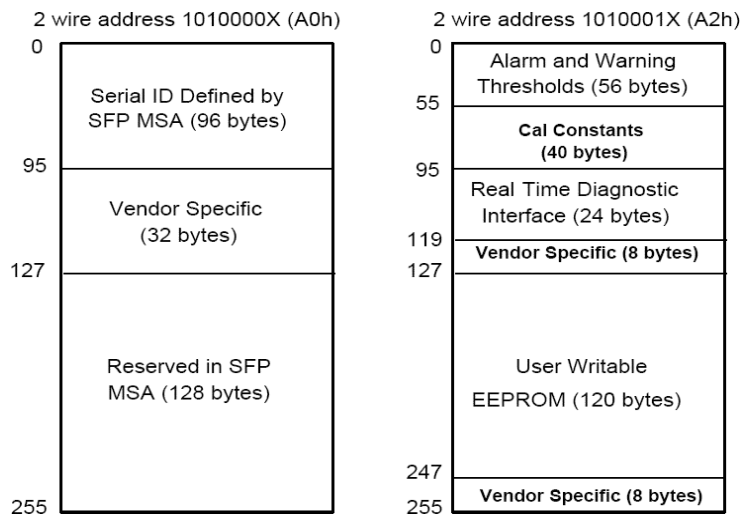 2 wire address 1010000X (A0h)
0
Serial ID Defined by
SFP MSA (96 bytes)
95
Vendor Specific
(32 bytes)
127
Reserved in SFP
MSA (128 bytes)
255
2 wire address 1010001X (A2h)
0
Alarm and Warning
Thresholds (56 bytes)
55
Cal Constants
(40 bytes)
95
Real Time Diagnostic
Interface (24 bytes)
119
Vendor Specific (8 bytes)
127
User Writable
EEPROM (120 bytes)
247
Vendor Specific (8 bytes)
255